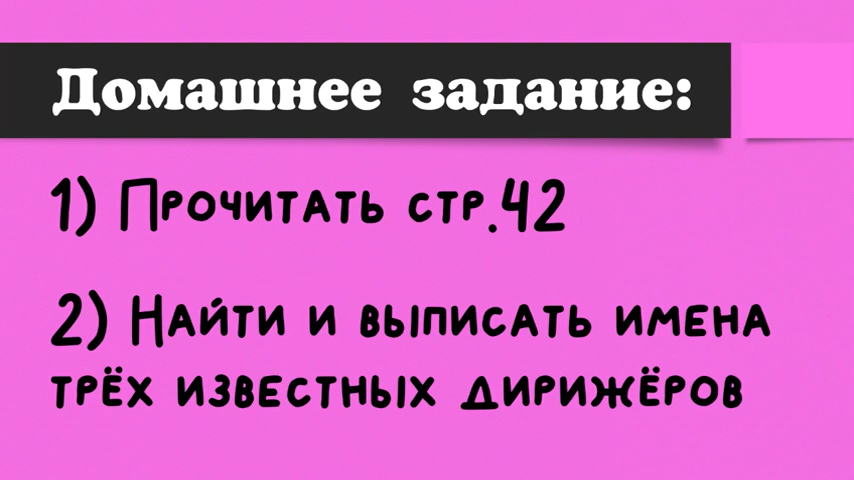 Домашнее задание:
1) Прочитать стр.42
2) Найти и выписать имена
трёх известных дирижёров